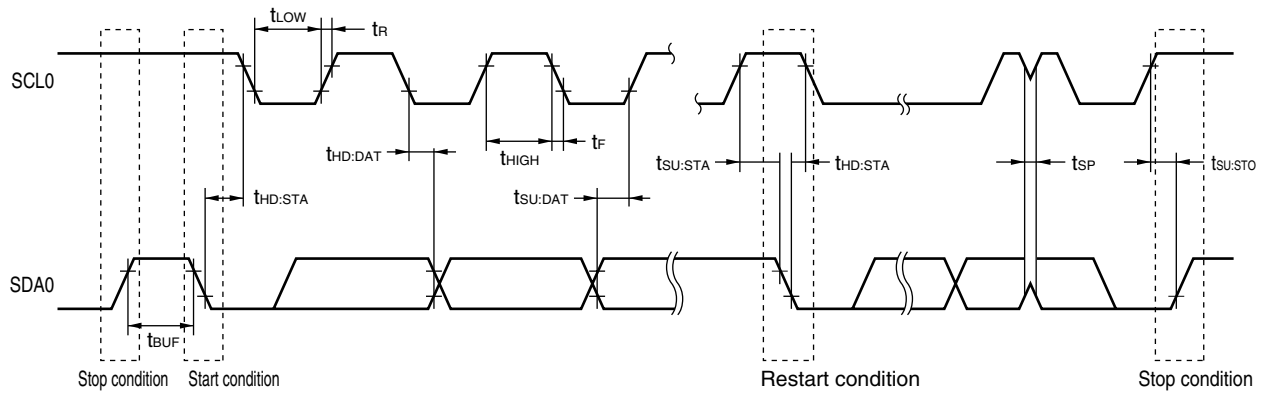 tLOW
tR
SCL0
tHD:DAT
tHIGH
tF
tSU:STA
tHD:STA
tSP
tSU:STO
tHD:STA
tSU:DAT
SDA0
tBUF
Stop condition
Start condition
Restart condition
Stop condition